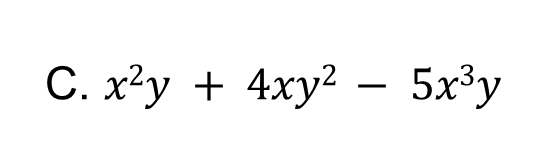 C. x²y + 4xy² – 5x³y